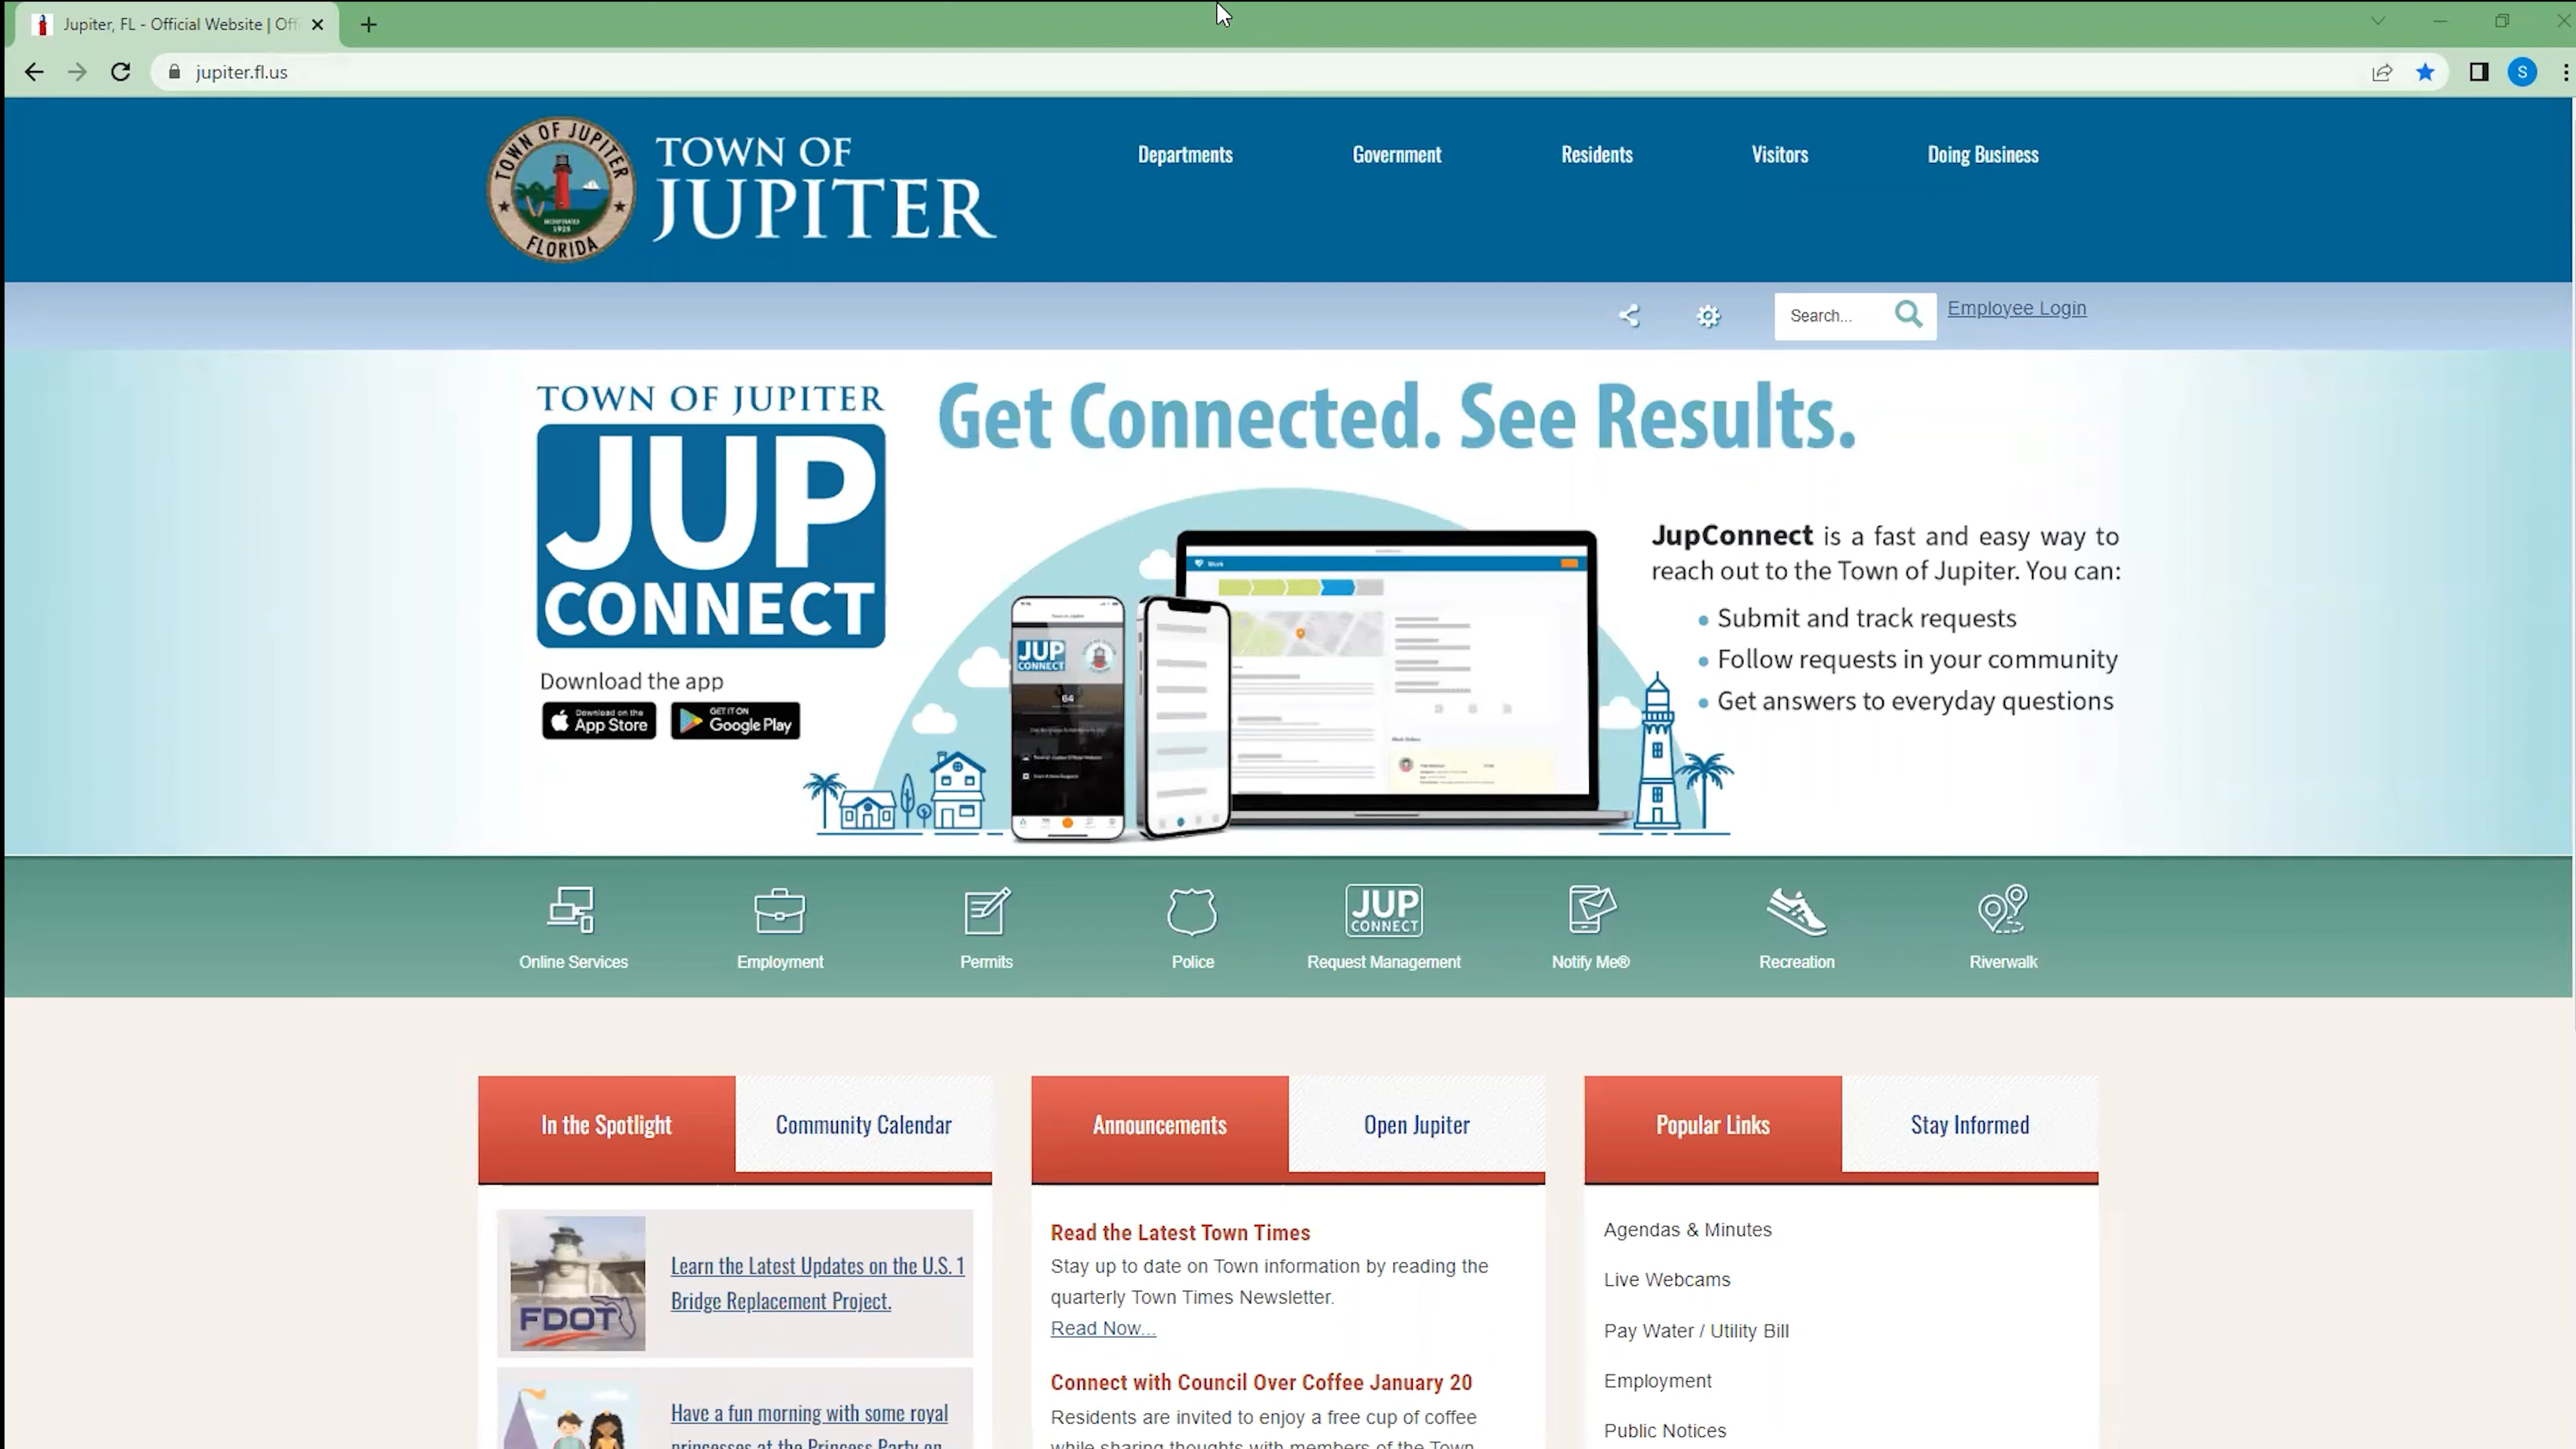 Jupiter, FL - Official Website | Off
jupiter.fl.us
S
TOWN OF JUPITER
INCORPORATED
1925
FLORIDA
TOWN OF
JUPITER
Departments
Government
Residents
Visitors
Doing Business
Search...
Employee Login
TOWN OF JUPITER
JUP
CONNECT
Download the app
Download on the
App Store
GET IT ON
Google Play
Get Connected. See Results.
JUP
CONNECT
64
Work
JupConnect is a fast and easy way to
reach out to the Town of Jupiter. You can:
• Submit and track requests
• Follow requests in your community
• Get answers to everyday questions
Online Services
Employment
Permits
Police
JUP
CONNECT
Request Management
Notify Me®
Recreation
Riverwalk
In the Spotlight
Community Calendar
FDOT
Learn the Latest Updates on the U.S. 1
Bridge Replacement Project.
Have a fun morning with some royal
princesses at the Princess Party on
Announcements
Open Jupiter
Read the Latest Town Times
Stay up to date on Town information by reading the
quarterly Town Times Newsletter.
Read Now...
Connect with Council Over Coffee January 20
Residents are invited to enjoy a free cup of coffee
while sharing thoughts with members of the Town
Popular Links
Stay Informed
Agendas & Minutes
Live Webcams
Pay Water / Utility Bill
Employment
Public Notices